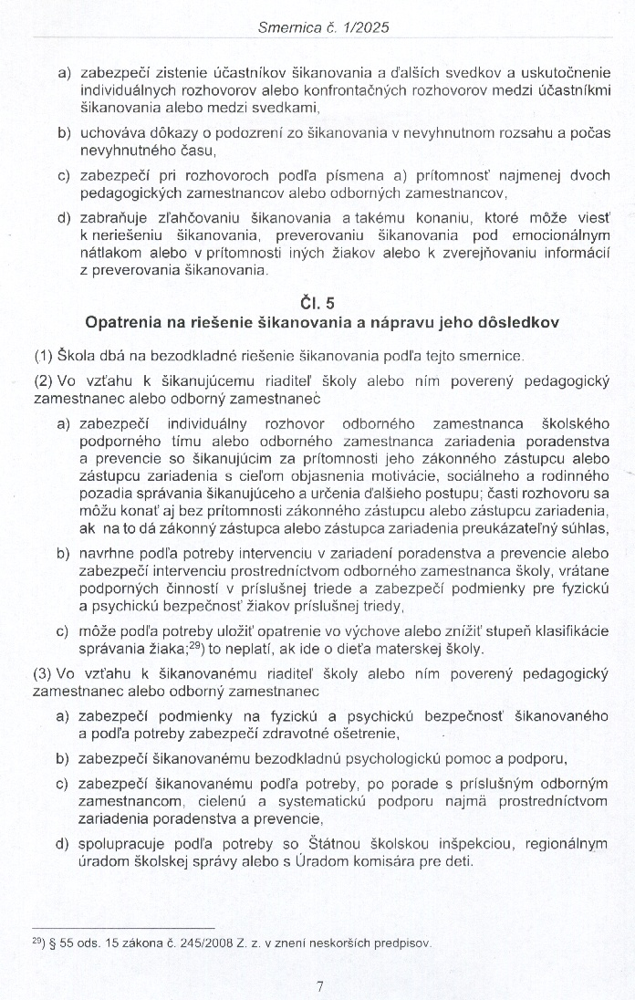 Smernica č. 1/2025
a) zabezpečí zistenie účastníkov šikanovania a ďalších svedkov a uskutočnenie
individuálnych rozhovorov alebo konfrontačných rozhovorov medzi účastníkmi
šikanovania alebo medzi svedkami,
b) uchováva dôkazy o podozrení zo šikanovania v nevyhnutnom rozsahu a počas
nevyhnutného času,
c) zabezpečí pri rozhovoroch podľa písmena a) prítomnosť najmenej dvoch
pedagogických zamestnancov alebo odborných zamestnancov,
d) zabraňuje zľahčovaniu šikanovania a takému konaniu, ktoré môže viesť
k neriešeniu šikanovania, preverovaniu šikanovania pod emocionálnym
nátlakom alebo v prítomnosti iných žiakov alebo k zverejňovaniu informácií
z preverovania šikanovania.
Čl. 5
Opatrenia na riešenie šikanovania a nápravu jeho dôsledkov
(1) Škola dbá na bezodkladné riešenie šikanovania podľa tejto smernice.
(2) Vo vzťahu k šikanujúcemu riaditeľ školy alebo ním poverený pedagogický
zamestnanec alebo odborný zamestnanec
a) zabezpečí individuálny rozhovor odborného zamestnanca školského
podporného tímu alebo odborného zamestnanca zariadenia poradenstva
a prevencie so šikanujúcim za prítomnosti jeho zákonného zástupcu alebo
zástupcu zariadenia s cieľom objasnenia motivácie, sociálneho a rodinného
pozadia správania šikanujúceho a určenia ďalšieho postupu; časti rozhovoru sa
môžu konať aj bez prítomnosti zákonného zástupcu alebo zástupcu zariadenia,
ak na to dá zákonný zástupca alebo zástupca zariadenia preukázateľný súhlas,
b) navrhne podľa potreby intervenciu v zariadení poradenstva a prevencie alebo
zabezpečí intervenciu prostredníctvom odborného zamestnanca školy, vrátane
podporných činností v príslušnej triede a zabezpečí podmienky pre fyzickú
a psychickú bezpečnosť žiakov príslušnej triedy,
c) môže podľa potreby uložiť opatrenie vo výchove alebo znížiť stupeň klasifikácie
správania žiaka;²⁹) to neplatí, ak ide o dieťa materskej školy.
(3) Vo vzťahu k šikanovanému riaditeľ školy alebo ním poverený pedagogický
zamestnanec alebo odborný zamestnanec
a) zabezpečí podmienky na fyzickú a psychickú bezpečnosť šikanovaného
a podľa potreby zabezpečí zdravotné ošetrenie,
b) zabezpečí šikanovanému bezodkladnú psychologickú pomoc a podporu,
c) zabezpečí šikanovanému podľa potreby, po porade s príslušným odborným
zamestnancom, cielenú a systematickú podporu najmä prostredníctvom
zariadenia poradenstva a prevencie,
d) spolupracuje podľa potreby so Štátnou školskou inšpekciou, regionálnym
úradom školskej správy alebo s Úradom komisára pre deti.
²⁹) § 55 ods. 15 zákona č. 245/2008 Z. z. v znení neskorších predpisov.
7